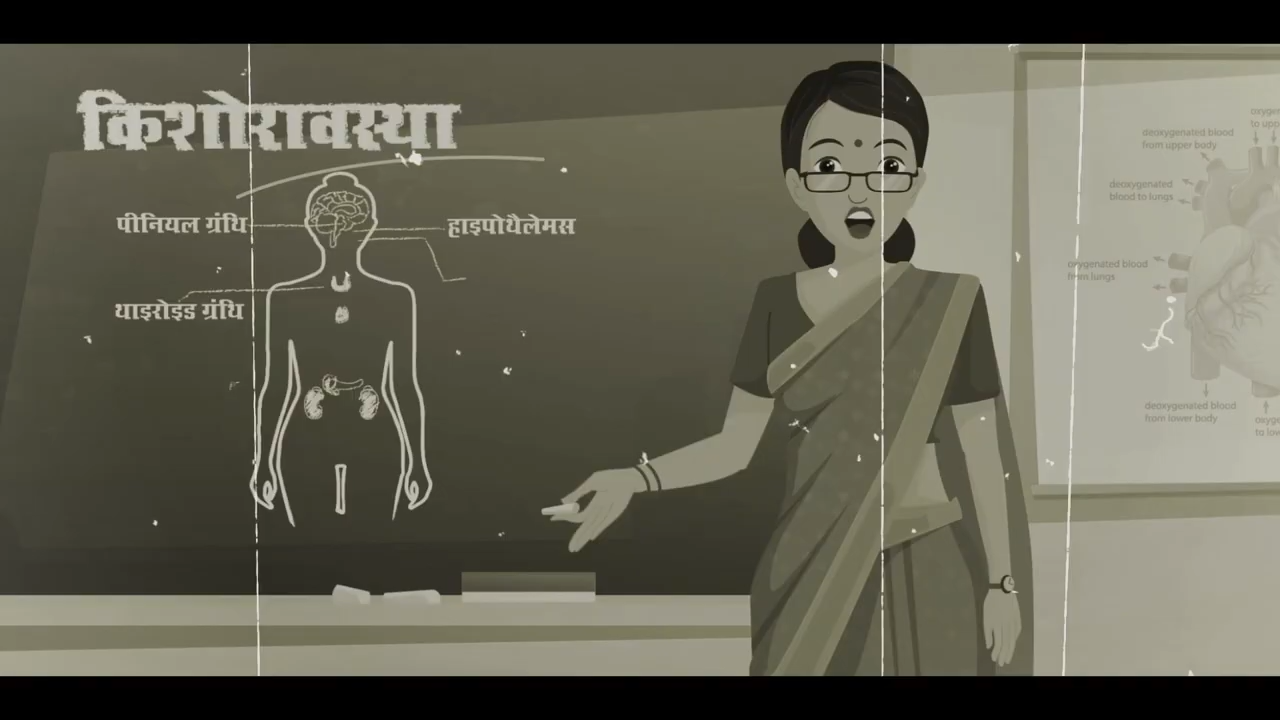 किशोरावस्था
पीनियल ग्रंथि
हाइपोथैलेमस
थाइरोइड ग्रंथि
deoxygenated blood
from upper body
deoxygenated
blood to lungs
oxygenated blood
from lungs
deoxygenated blood
from lower body